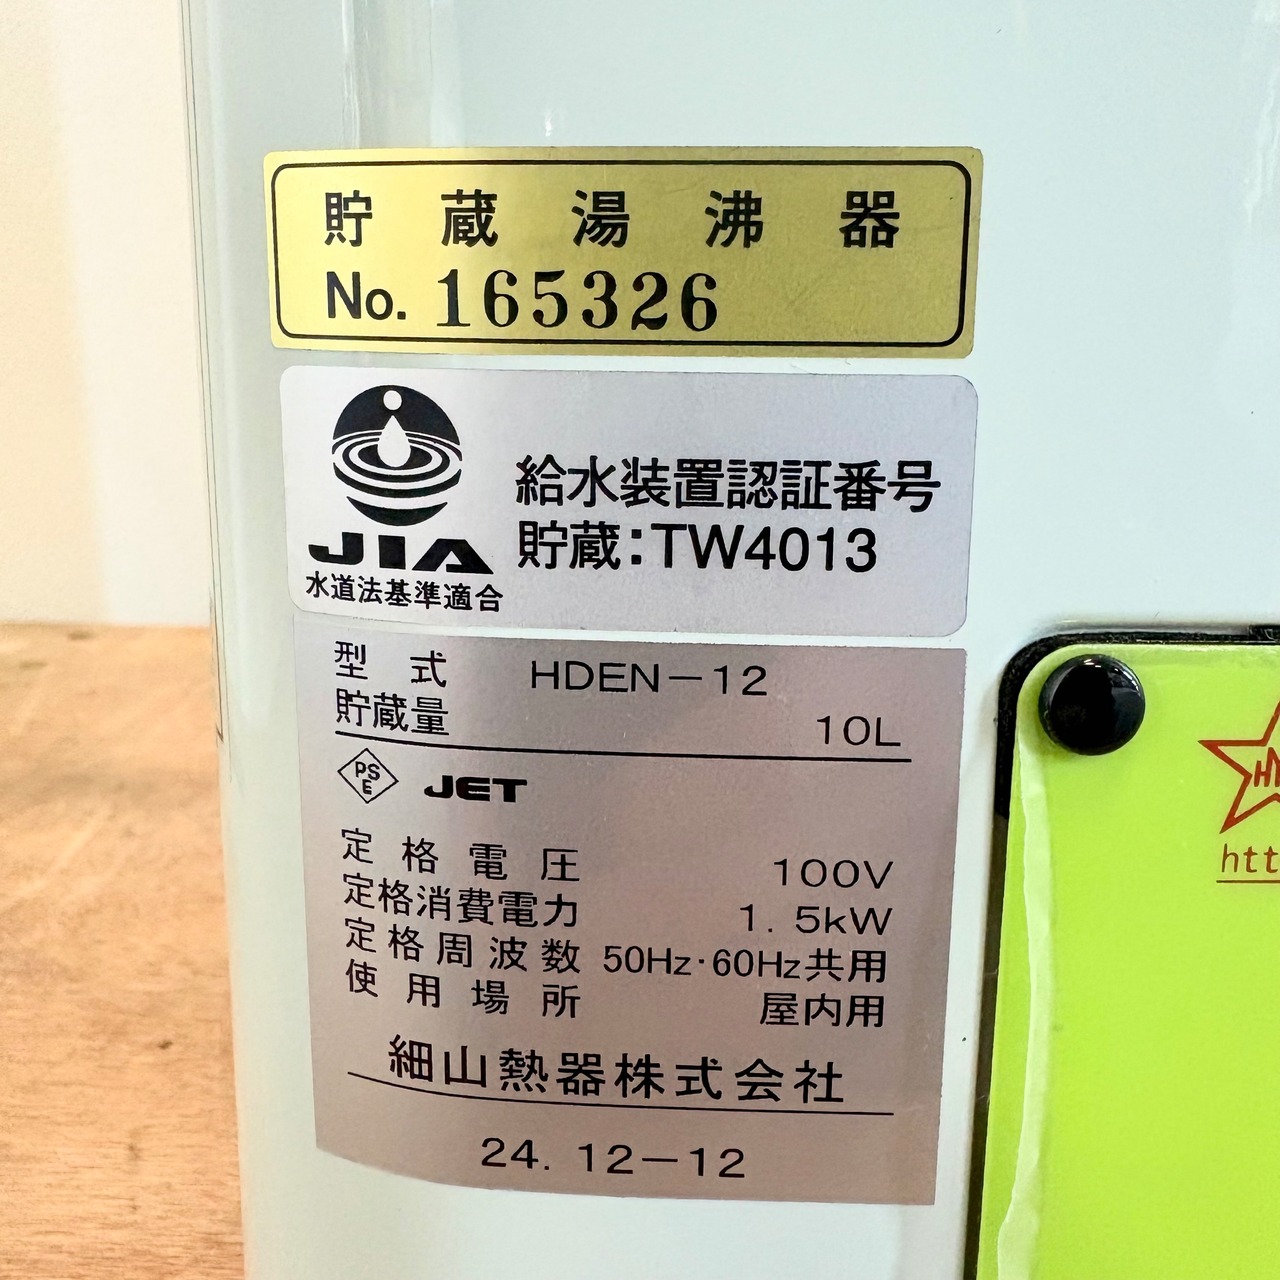 貯蔵湯沸器
No. 165326
JIA
水道法基準適合
給水装置認証番号
貯蔵:TW4013
型式 HDEN-12
貯蔵量 10L
PSE JET
定格電圧 100V
定格消費電力 1.5kW
定格周波数 50Hz·60Hz共用
使用場所 屋内用
細山熱器株式会社
24.12-12
htt